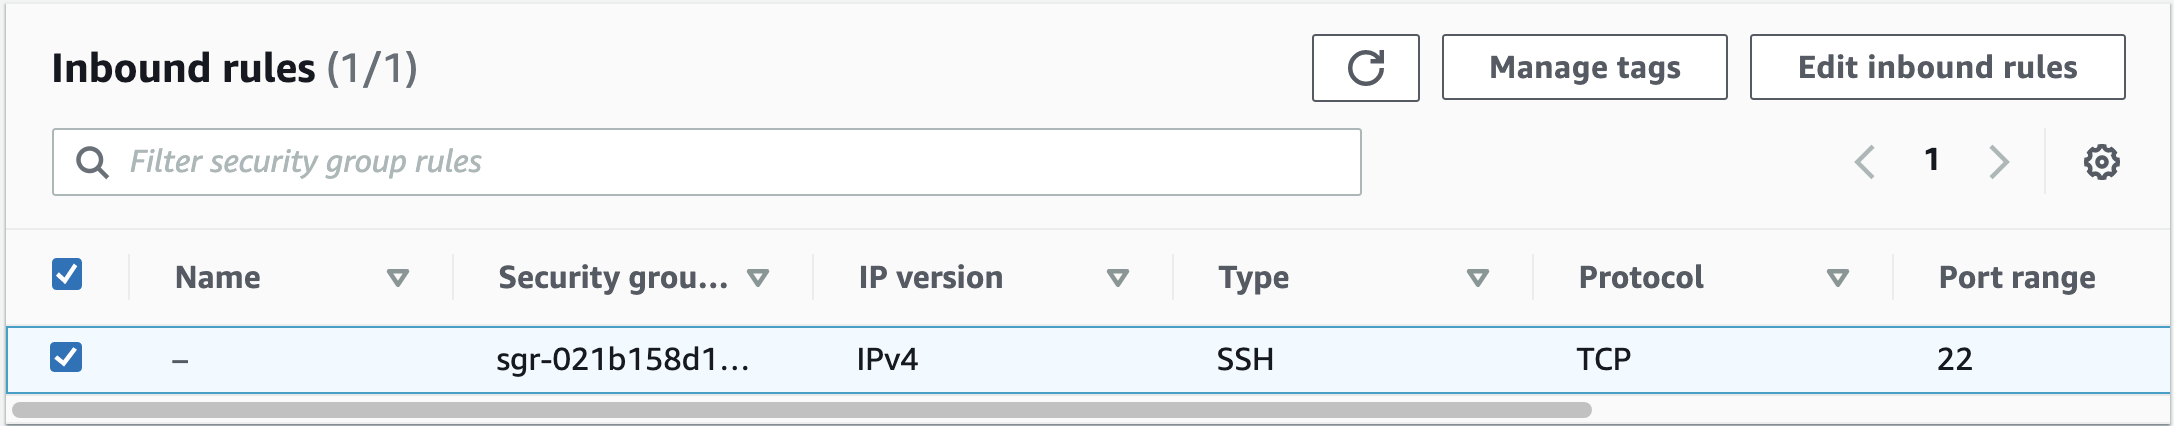 Inbound rules (1/1)
Manage tags
Edit inbound rules
Filter security group rules
1
Name Security grou... IP version Type Protocol Port range
– sgr-021b158d1... IPv4 SSH TCP 22